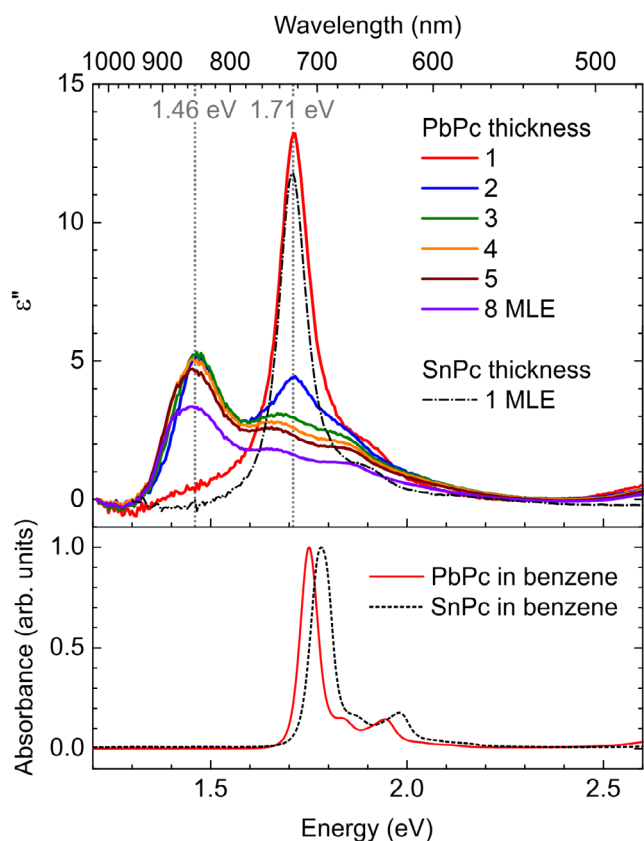 Wavelength (nm)
1000 900 800 700 600 500
15
10
5
0
ε"
1.46 eV 1.71 eV
PbPc thickness
1
2
3
4
5
8 MLE
SnPc thickness
1 MLE
1.0
0.5
0.0
Absorbance (arb. units)
PbPc in benzene
SnPc in benzene
1.5 2.0 2.5
Energy (eV)